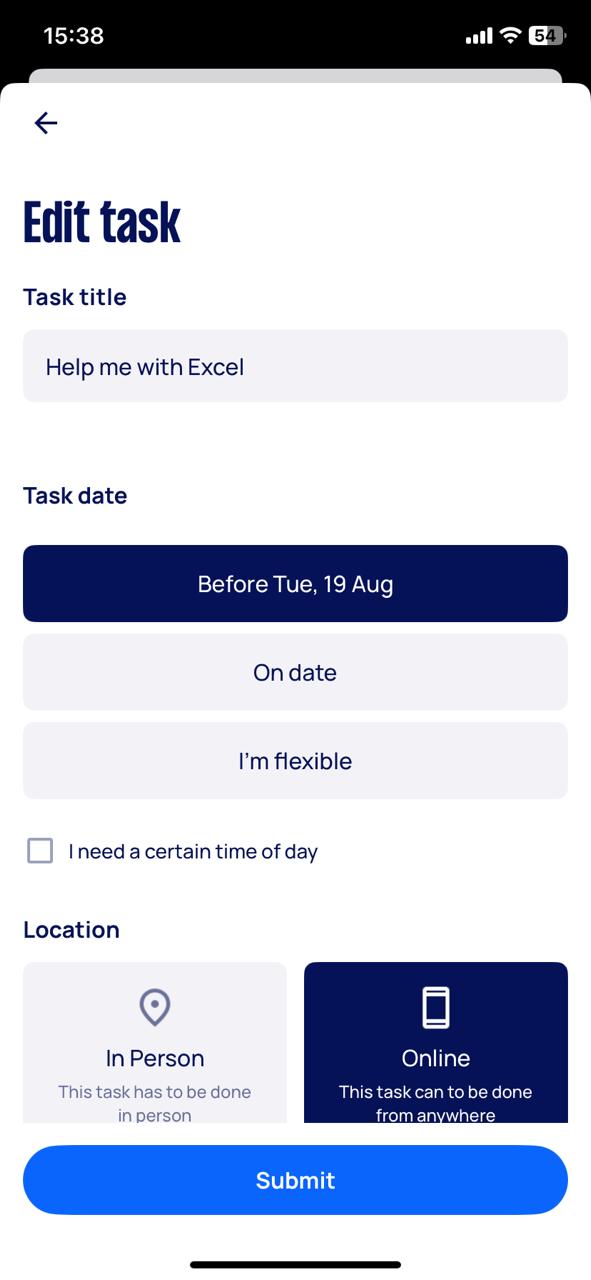 15:38
54
Edit task
Task title
Help me with Excel
Task date
Before Tue, 19 Aug
On date
I'm flexible
I need a certain time of day
Location
In Person
This task has to be done
in person
Online
This task can to be done
from anywhere
Submit